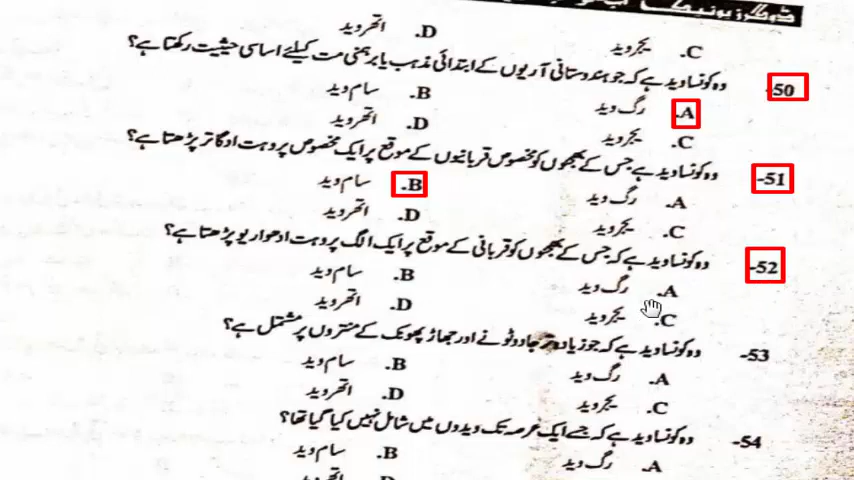 ڈوگرز یونیک
C. یجروید D. اتھروید
50- وہ کونسا وید ہے کہ جو ہندوستانی آریوں کے ابتدائی مذہب یا برہمنی مت کیلئے اساسی حیثیت رکھتا ہے؟
A. رگ وید B. سام وید
C. یجروید D. اتھروید
51- وہ کونسا وید ہے جس کے بھجوں کو مخصوص قربانیوں کے موقع پر ایک مخصوص پروہت ادگاتر پڑھتا ہے؟
A. رگ وید B. سام وید
C. یجروید D. اتھروید
52- وہ کونسا وید ہے کہ جس کے بھجوں کو قربانی کے موقع پر ایک الگ پروہت ادھواریو پڑھتا ہے؟
A. رگ وید B. سام وید
C. یجروید D. اتھروید
53- وہ کونسا وید ہے کہ جو زیادہ تر جادو ٹونے اور جھاڑ پھونک کے منتروں پر مشتمل ہے؟
A. رگ وید B. سام وید
C. یجروید D. اتھروید
54- وہ کونسا وید ہے کہ جسے ایک عرصہ تک ویدوں میں شامل نہیں کیا گیا تھا؟
A. رگ وید B. سام وید